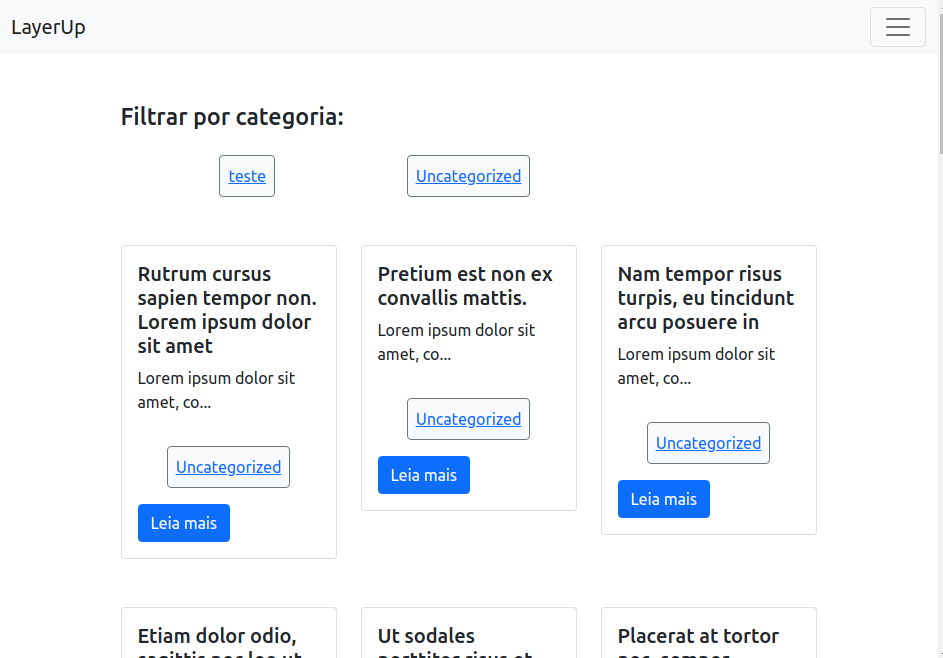 LayerUp
Filtrar por categoria:
teste
Uncategorized
Rutrum cursus
sapien tempor non.
Lorem ipsum dolor
sit amet
Lorem ipsum dolor sit
amet, co...
Uncategorized
Leia mais
Pretium est non ex
convallis mattis.
Lorem ipsum dolor sit
amet, co...
Uncategorized
Leia mais
Nam tempor risus
turpis, eu tincidunt
arcu posuere in
Lorem ipsum dolor sit
amet, co...
Uncategorized
Leia mais
Etiam dolor odio,
Ut sodales
Placerat at tortor